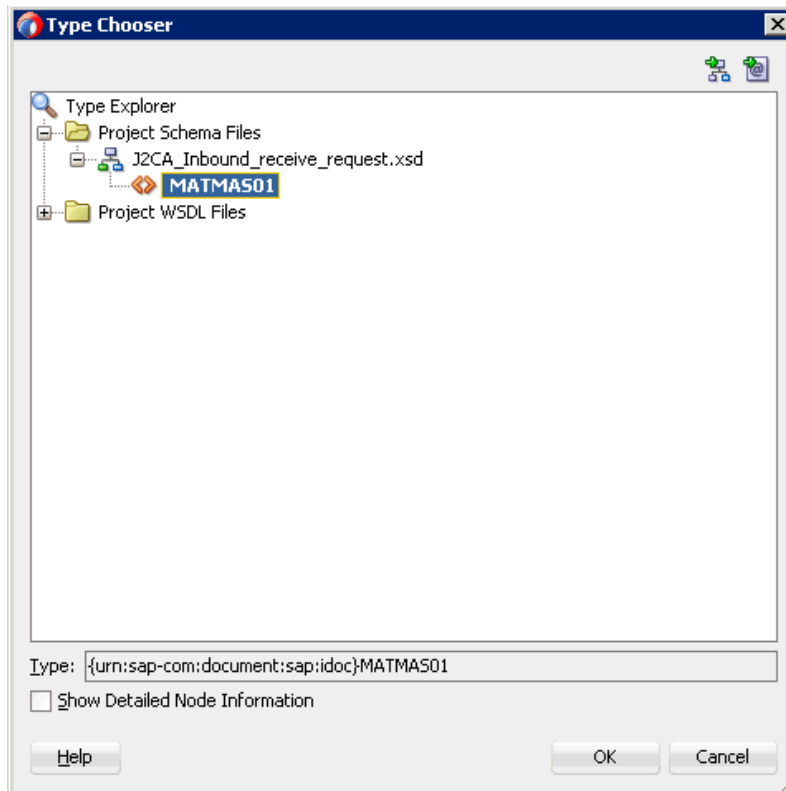 Type Chooser
Type Explorer
Project Schema Files
J2CA_Inbound_receive_request.xsd
MATMAS01
Project WSDL Files
Type: {urn:sap-com:document:sap:idoc}MATMAS01
Show Detailed Node Information
Help OK Cancel